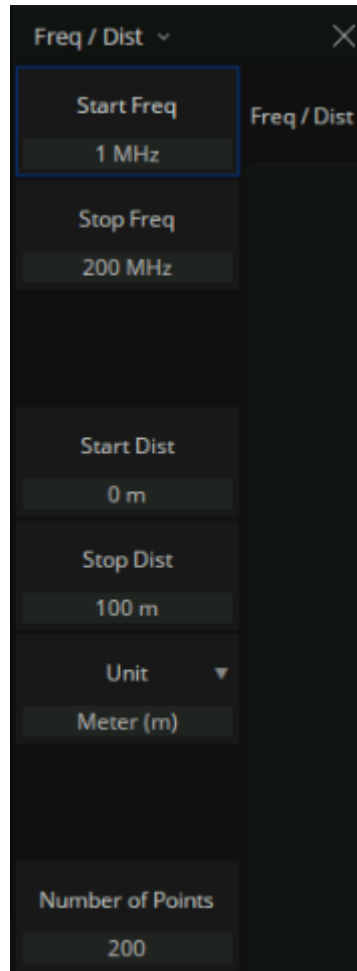 Freq / Dist
Start Freq
Freq / Dist
1 MHz
Stop Freq
200 MHz
Start Dist
0 m
Stop Dist
100 m
Unit
Meter (m)
Number of Points
200